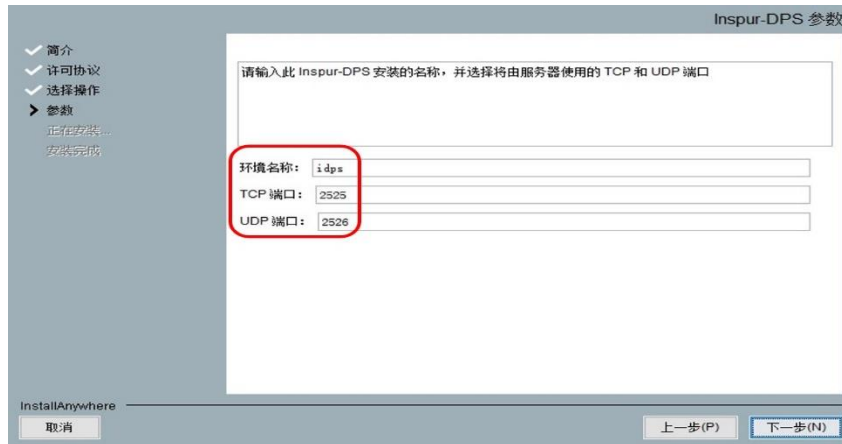 Inspur-DPS 参数
简介
许可协议
选择操作
参数
正在安装...
安装完成
请输入此 Inspur-DPS 安装的名称，并选择将由服务器使用的 TCP 和 UDP 端口
环境名称： idps
TCP 端口： 2525
UDP 端口： 2526
InstallAnywhere
取消
上一步(P)
下一步(N)